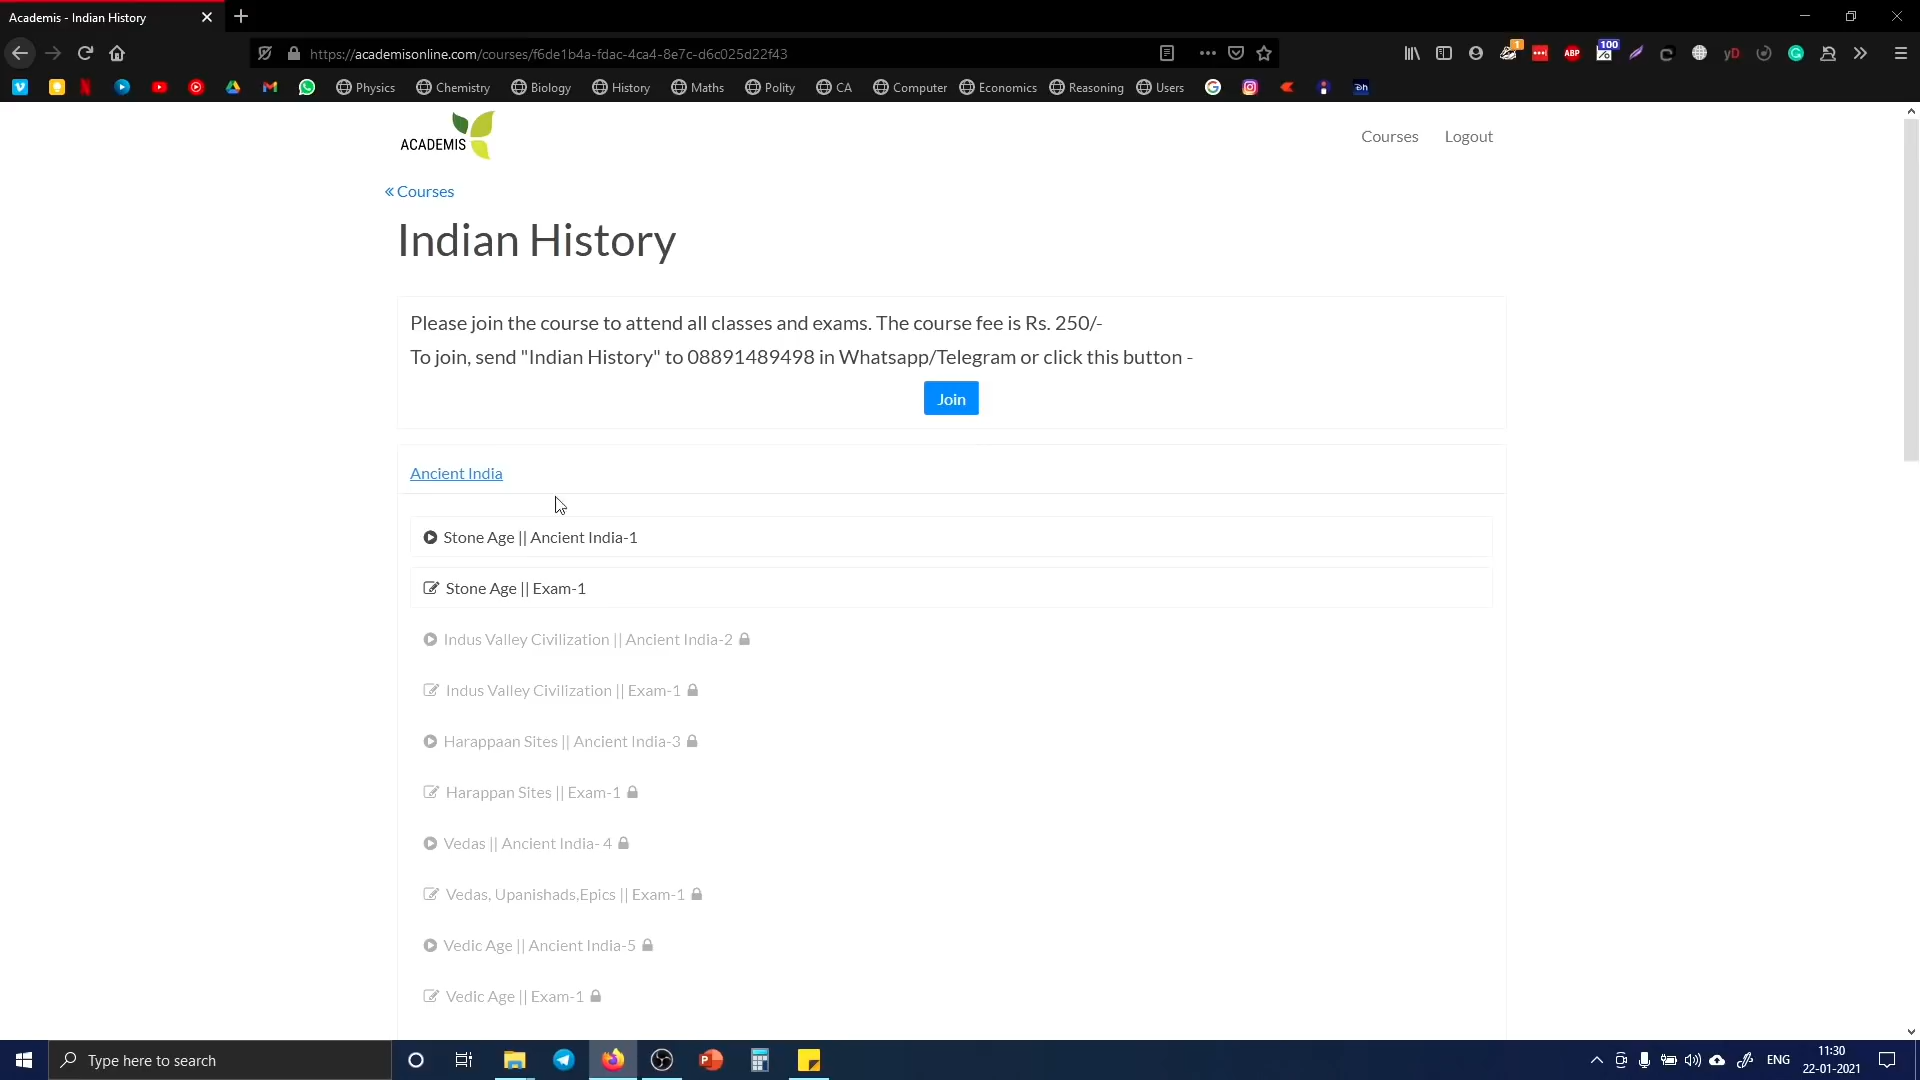 Academis - Indian History
https://academisonline.com/courses/f6de1b4a-fdac-4ca4-8e7c-d6c025d22f43
1
ABP
100
yD
Physics
Chemistry
Biology
History
Maths
Polity
CA
Computer
Economics
Reasoning
Users
ACADEMIS
Courses
Logout
« Courses
Indian History
Please join the course to attend all classes and exams. The course fee is Rs. 250/-
To join, send "Indian History" to 08891489498 in Whatsapp/Telegram or click this button -
Join
Ancient India
Stone Age || Ancient India-1
Stone Age || Exam-1
Indus Valley Civilization || Ancient India-2
Indus Valley Civilization || Exam-1
Harappaan Sites || Ancient India-3
Harappan Sites || Exam-1
Vedas || Ancient India- 4
Vedas, Upanishads,Epics || Exam-1
Vedic Age || Ancient India-5
Vedic Age || Exam-1
Type here to search
ENG
11:30
22-01-2021